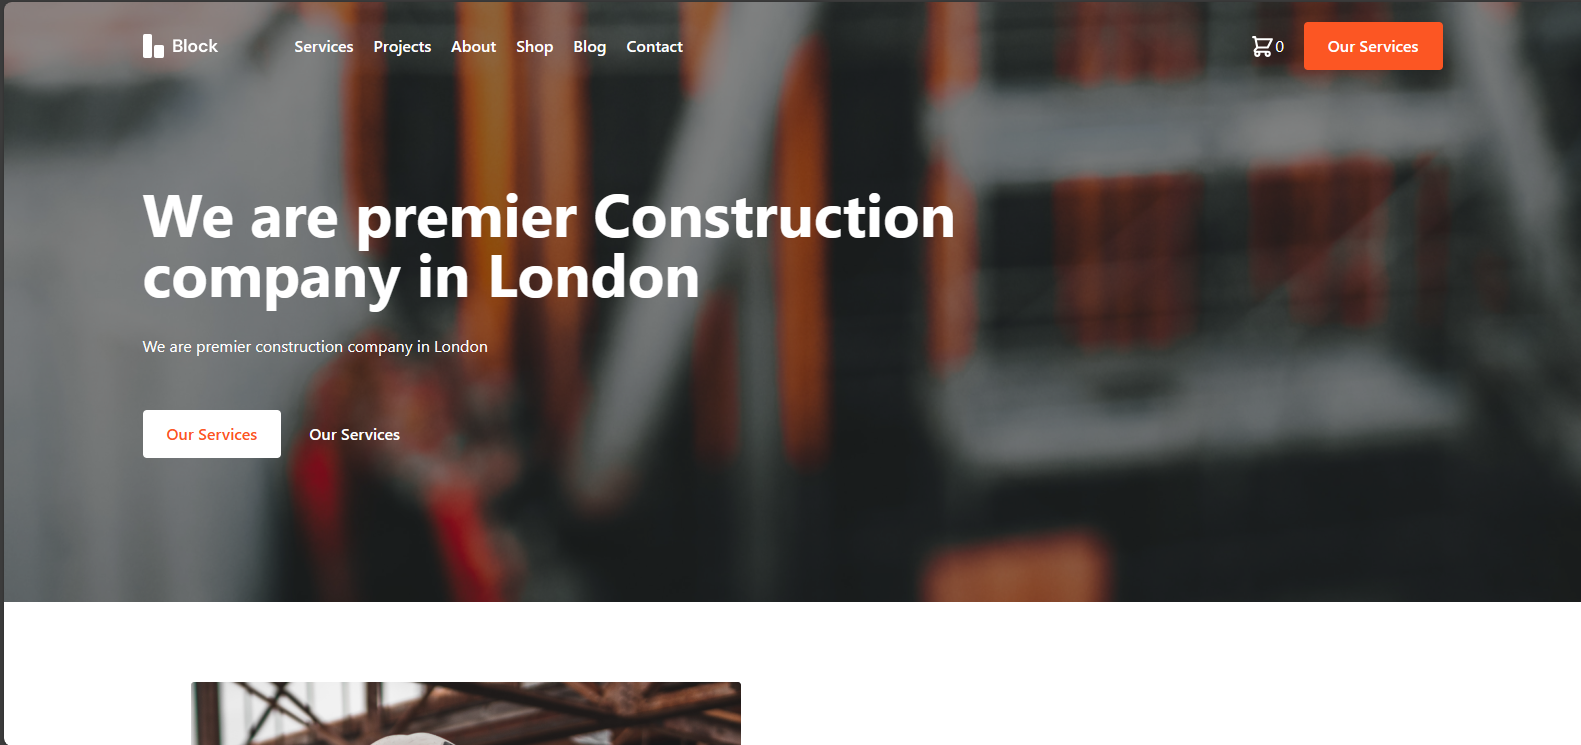 Block
Services Projects About Shop Blog Contact
0
Our Services
We are premier Construction
company in London
We are premier construction company in London
Our Services
Our Services